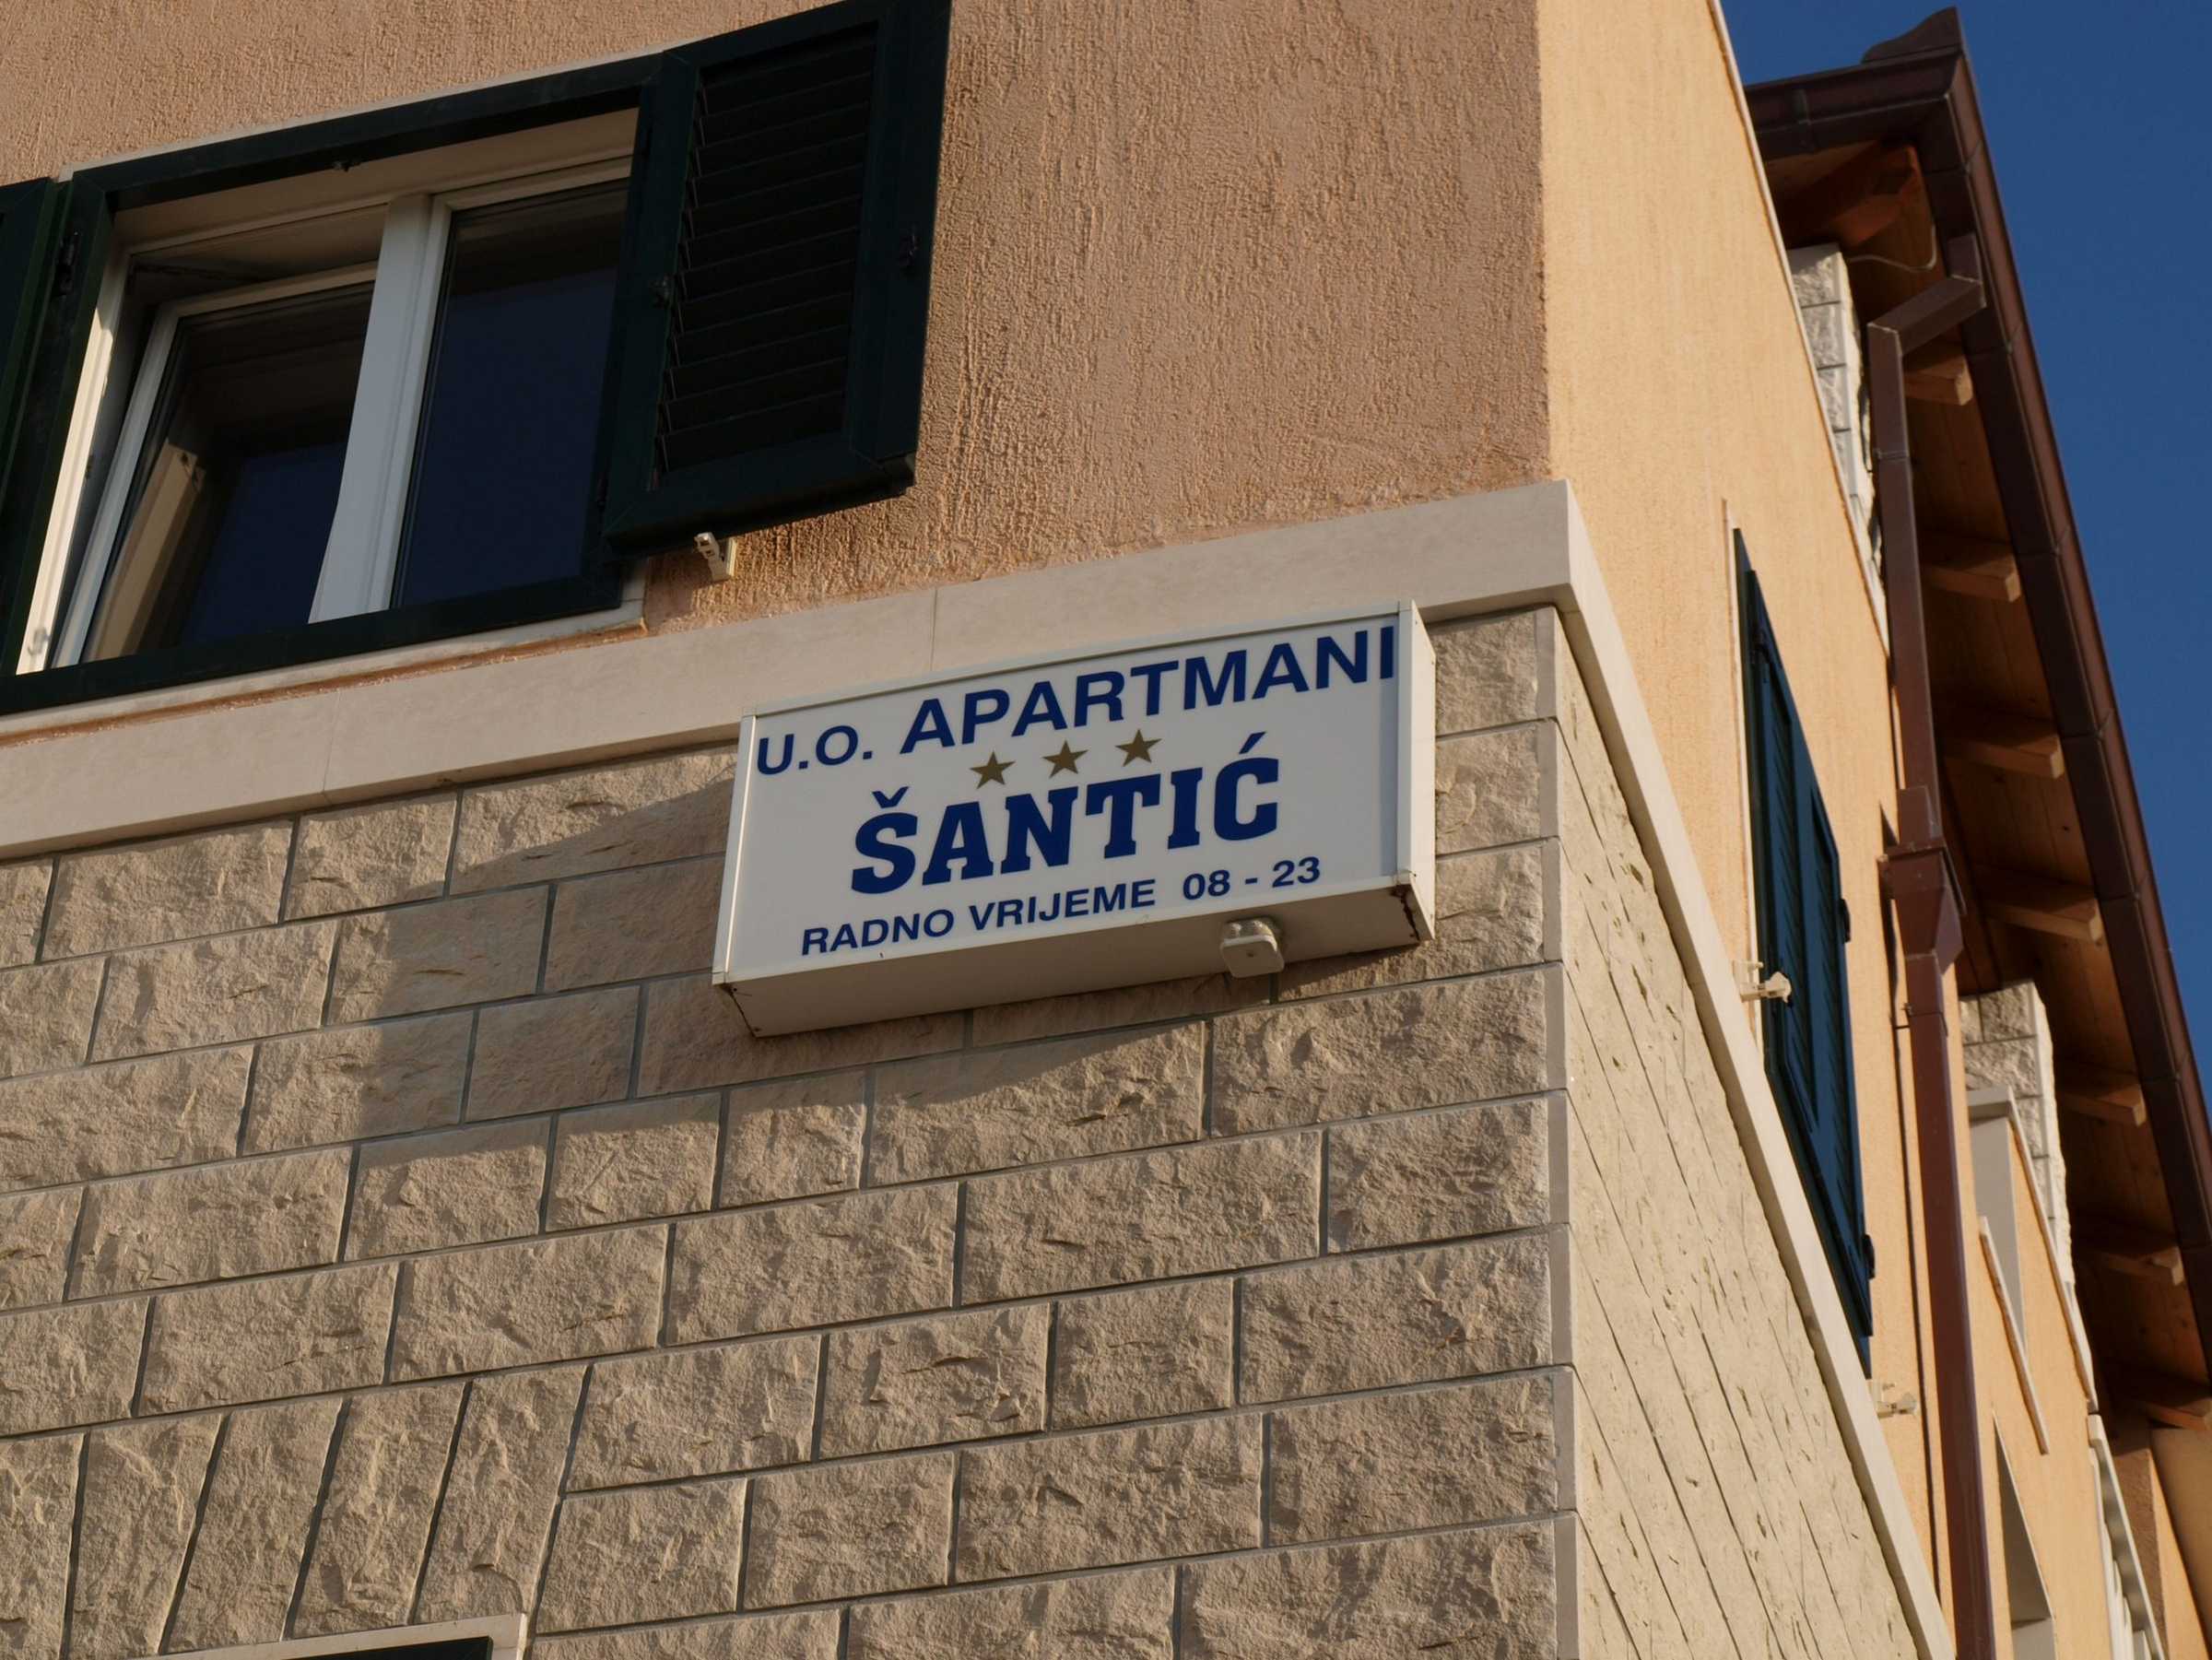 U.O. APARTMANI
ŠANTIĆ
RADNO VRIJEME 08 - 23